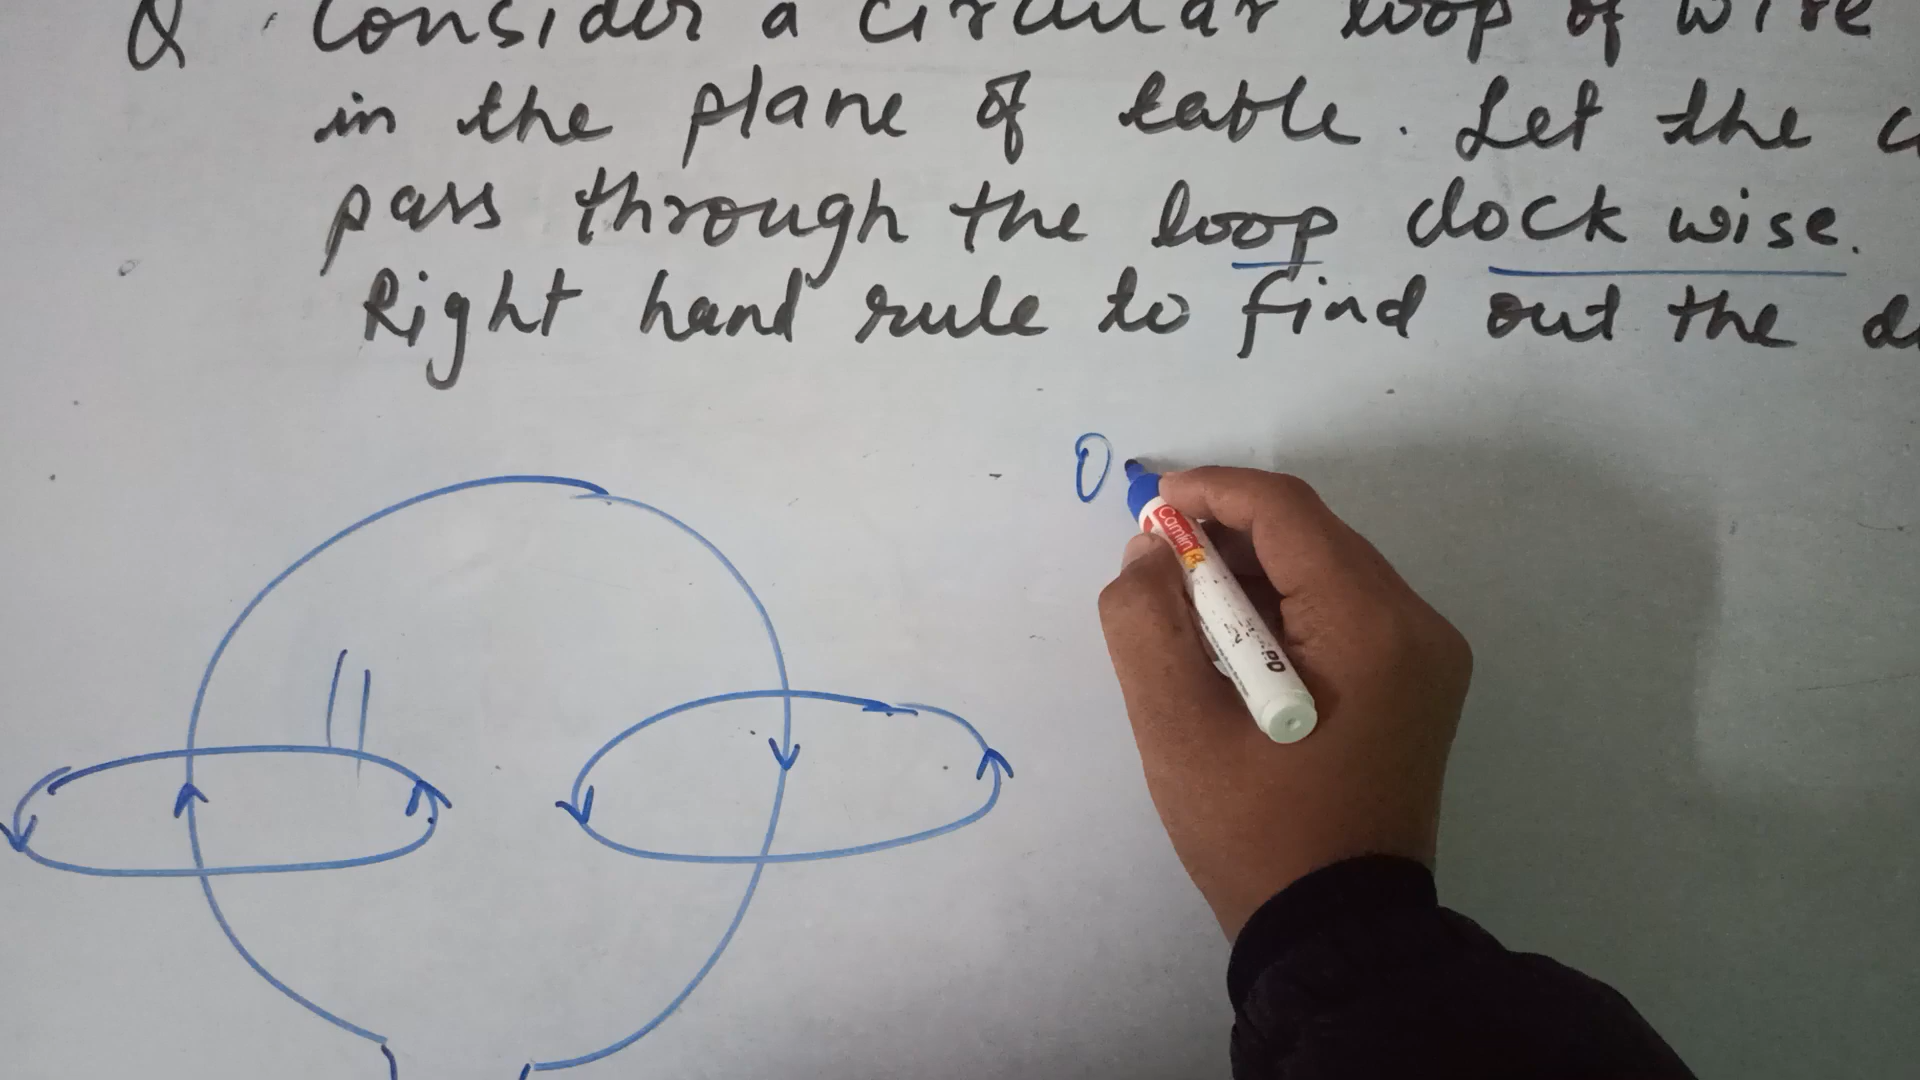 Q. Consider a circular loop of wire
in the plane of table. Let the
pass through the loop clock wise.
Right hand rule to find out the
O
Camlin